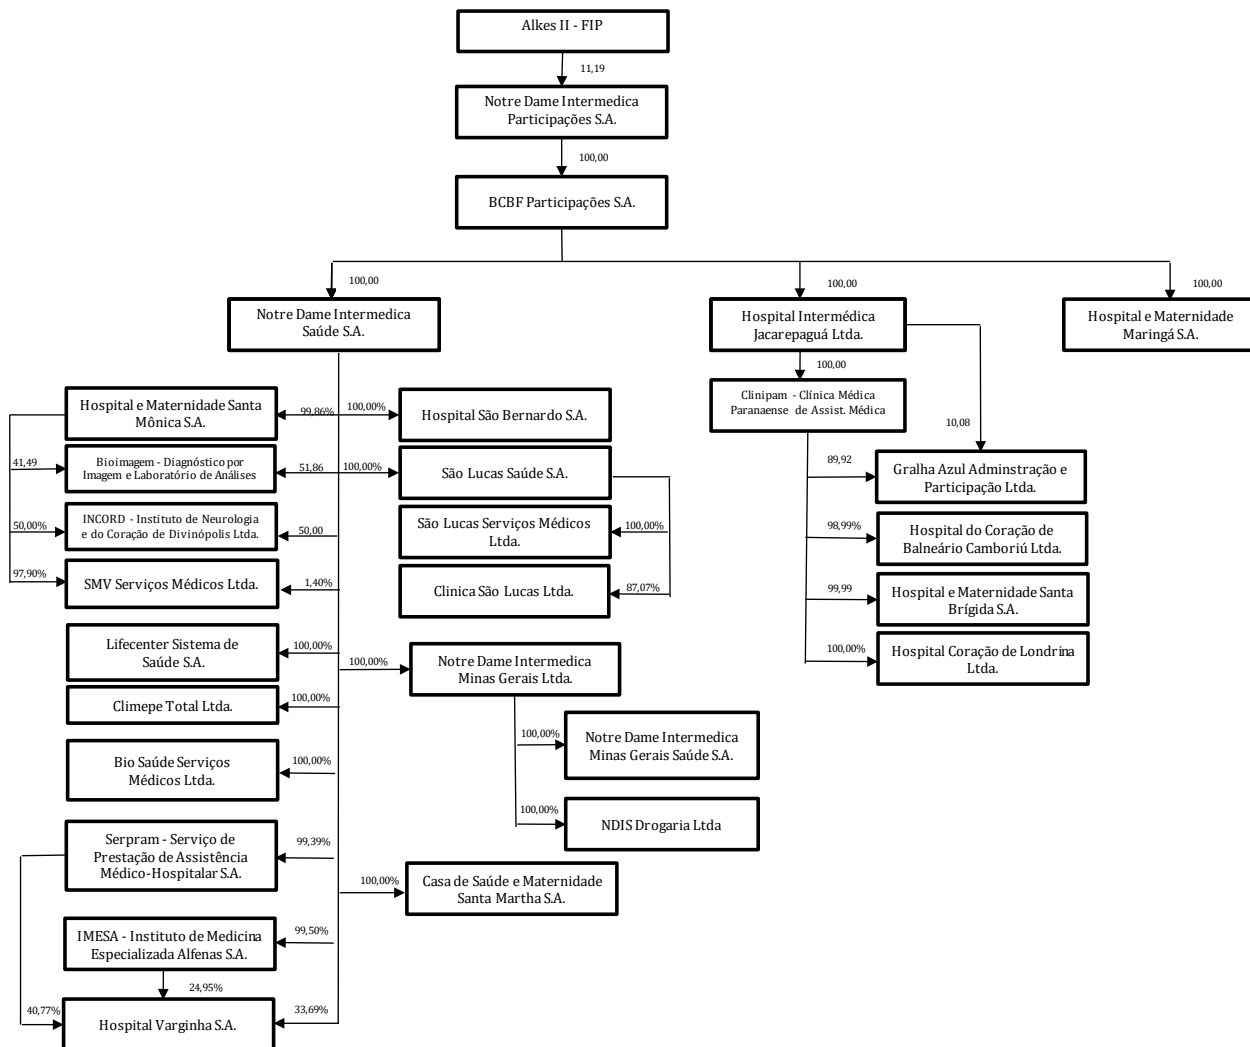 Alkes II - FIP
11,19
Notre Dame Intermedica
Participações S.A.
100,00
BCBF Participações S.A.
100,00
100,00
100,00
Notre Dame Intermedica
Saúde S.A.
Hospital Intermédica
Jacarepaguá Ltda.
Hospital e Maternidade
Maringá S.A.
100,00
Hospital e Maternidade Santa
Mônica S.A.
99,86%
100,00%
Hospital São Bernardo S.A.
Clinipam - Clínica Médica
Paranaense de Assist. Médica
10,08
41,49
Bioimagem - Diagnóstico por
Imagem e Laboratório de Análises
51,86
100,00%
São Lucas Saúde S.A.
89,92
Gralha Azul Adminstração e
Participação Ltda.
50,00%
INCORD - Instituto de Neurologia
e do Coração de Divinópolis Ltda.
50,00
São Lucas Serviços Médicos
Ltda.
100,00%
98,99%
Hospital do Coração de
Balneário Camboriú Ltda.
97,90%
SMV Serviços Médicos Ltda.
1,40%
Clinica São Lucas Ltda.
87,07%
99,99
Hospital e Maternidade Santa
Brígida S.A.
Lifecenter Sistema de
Saúde S.A.
100,00%
100,00%
Notre Dame Intermedica
Minas Gerais Ltda.
100,00%
Hospital Coração de Londrina
Ltda.
Climepe Total Ltda.
100,00%
Bio Saúde Serviços
Médicos Ltda.
100,00%
100,00%
Notre Dame Intermedica
Minas Gerais Saúde S.A.
100,00%
NDIS Drogaria Ltda
Serpram - Serviço de
Prestação de Assistência
Médico-Hospitalar S.A.
99,39%
100,00%
Casa de Saúde e Maternidade
Santa Martha S.A.
IMESA - Instituto de Medicina
Especializada Alfenas S.A.
99,50%
24,95%
40,77%
Hospital Varginha S.A.
33,69%